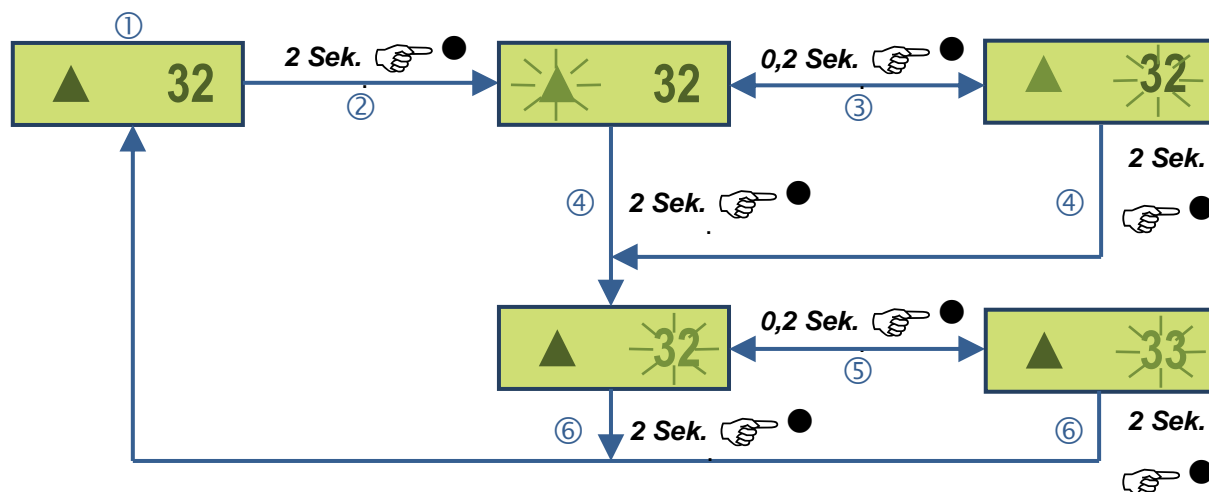 ①
32
2 Sek.
②
32
0,2 Sek.
③
32
④
2 Sek.
④
2 Sek.
32
0,2 Sek.
⑤
33
⑥
2 Sek.
⑥
2 Sek.